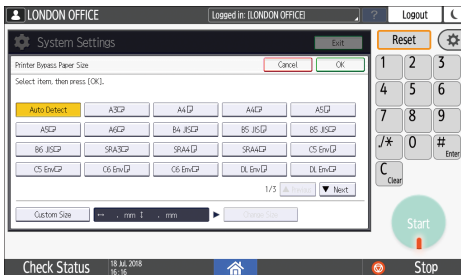 LONDON OFFICE
Logged in: [LONDON OFFICE]
?
Logout
System Settings
Exit
Reset
Printer Bypass Paper Size
Cancel
OK
Select item, then press [OK].
Auto Detect
A3
A4
A4
A5
A5
A6
B4 JIS
B5 JIS
B5 JIS
B6 JIS
SRA3
SRA4
SRA4
C5 Env
C5 Env
C6 Env
C6 Env
DL Env
DL Env
1/3
▲
▼ Next
Custom Size
↔ . mm ↕ . mm
Change Size
1 2 3
4 5 6
7 8 9
./* 0 # Enter
C Clear
Start
Check Status
18 Jul. 2018
16:16
Stop